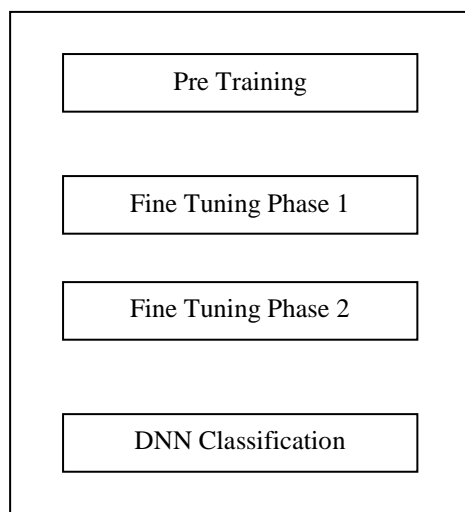 Pre Training
Fine Tuning Phase 1
Fine Tuning Phase 2
DNN Classification